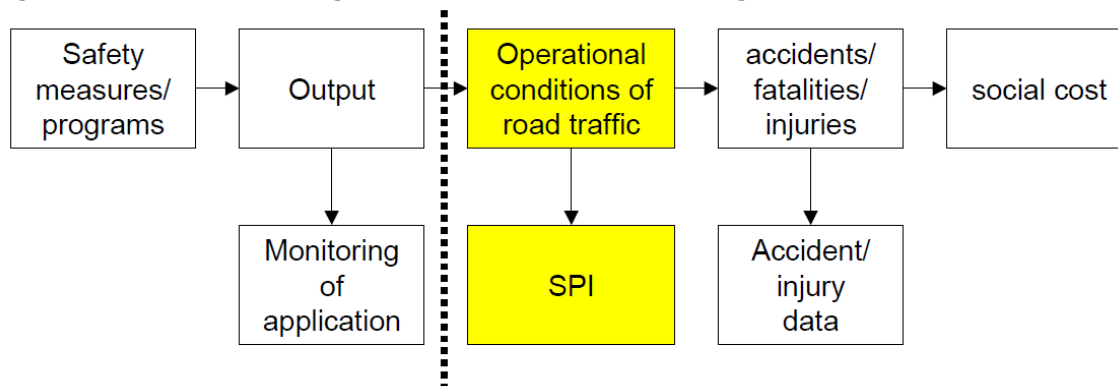 Safety
measures/
programs
Output
Operational
conditions of
road traffic
accidents/
fatalities/
injuries
social cost
Monitoring
of
application
SPI
Accident/
injury
data